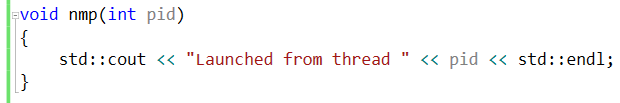 void nmp(int pid)
{
    std::cout << "Launched from thread " << pid << std::endl;
}